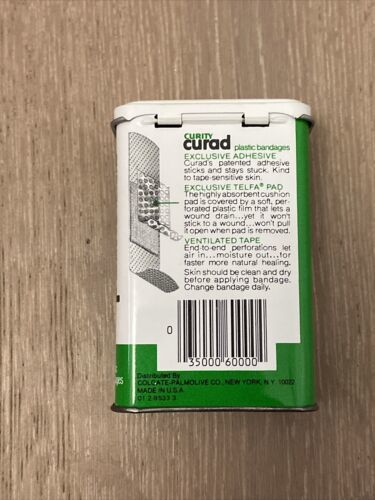 CURITY
curad plastic bandages
EXCLUSIVE ADHESIVE
Curad's patented adhesive
sticks and stays stuck. Kind
to tape-sensitive skin.
EXCLUSIVE TELFA® PAD
The highly absorbent cushion
pad is covered by a soft, per-
forated plastic film that lets a
wound drain...yet it won't
stick to a wound...won't pull
it open when pad is removed.
VENTILATED TAPE
End-to-end perforations let
air in...moisture out...for
faster more natural healing.
Skin should be clean and dry
before applying bandage.
Change bandage daily.
0
35000 60000
Distributed By
COLGATE-PALMOLIVE CO., NEW YORK, N.Y. 10022
MADE IN U.S.A.